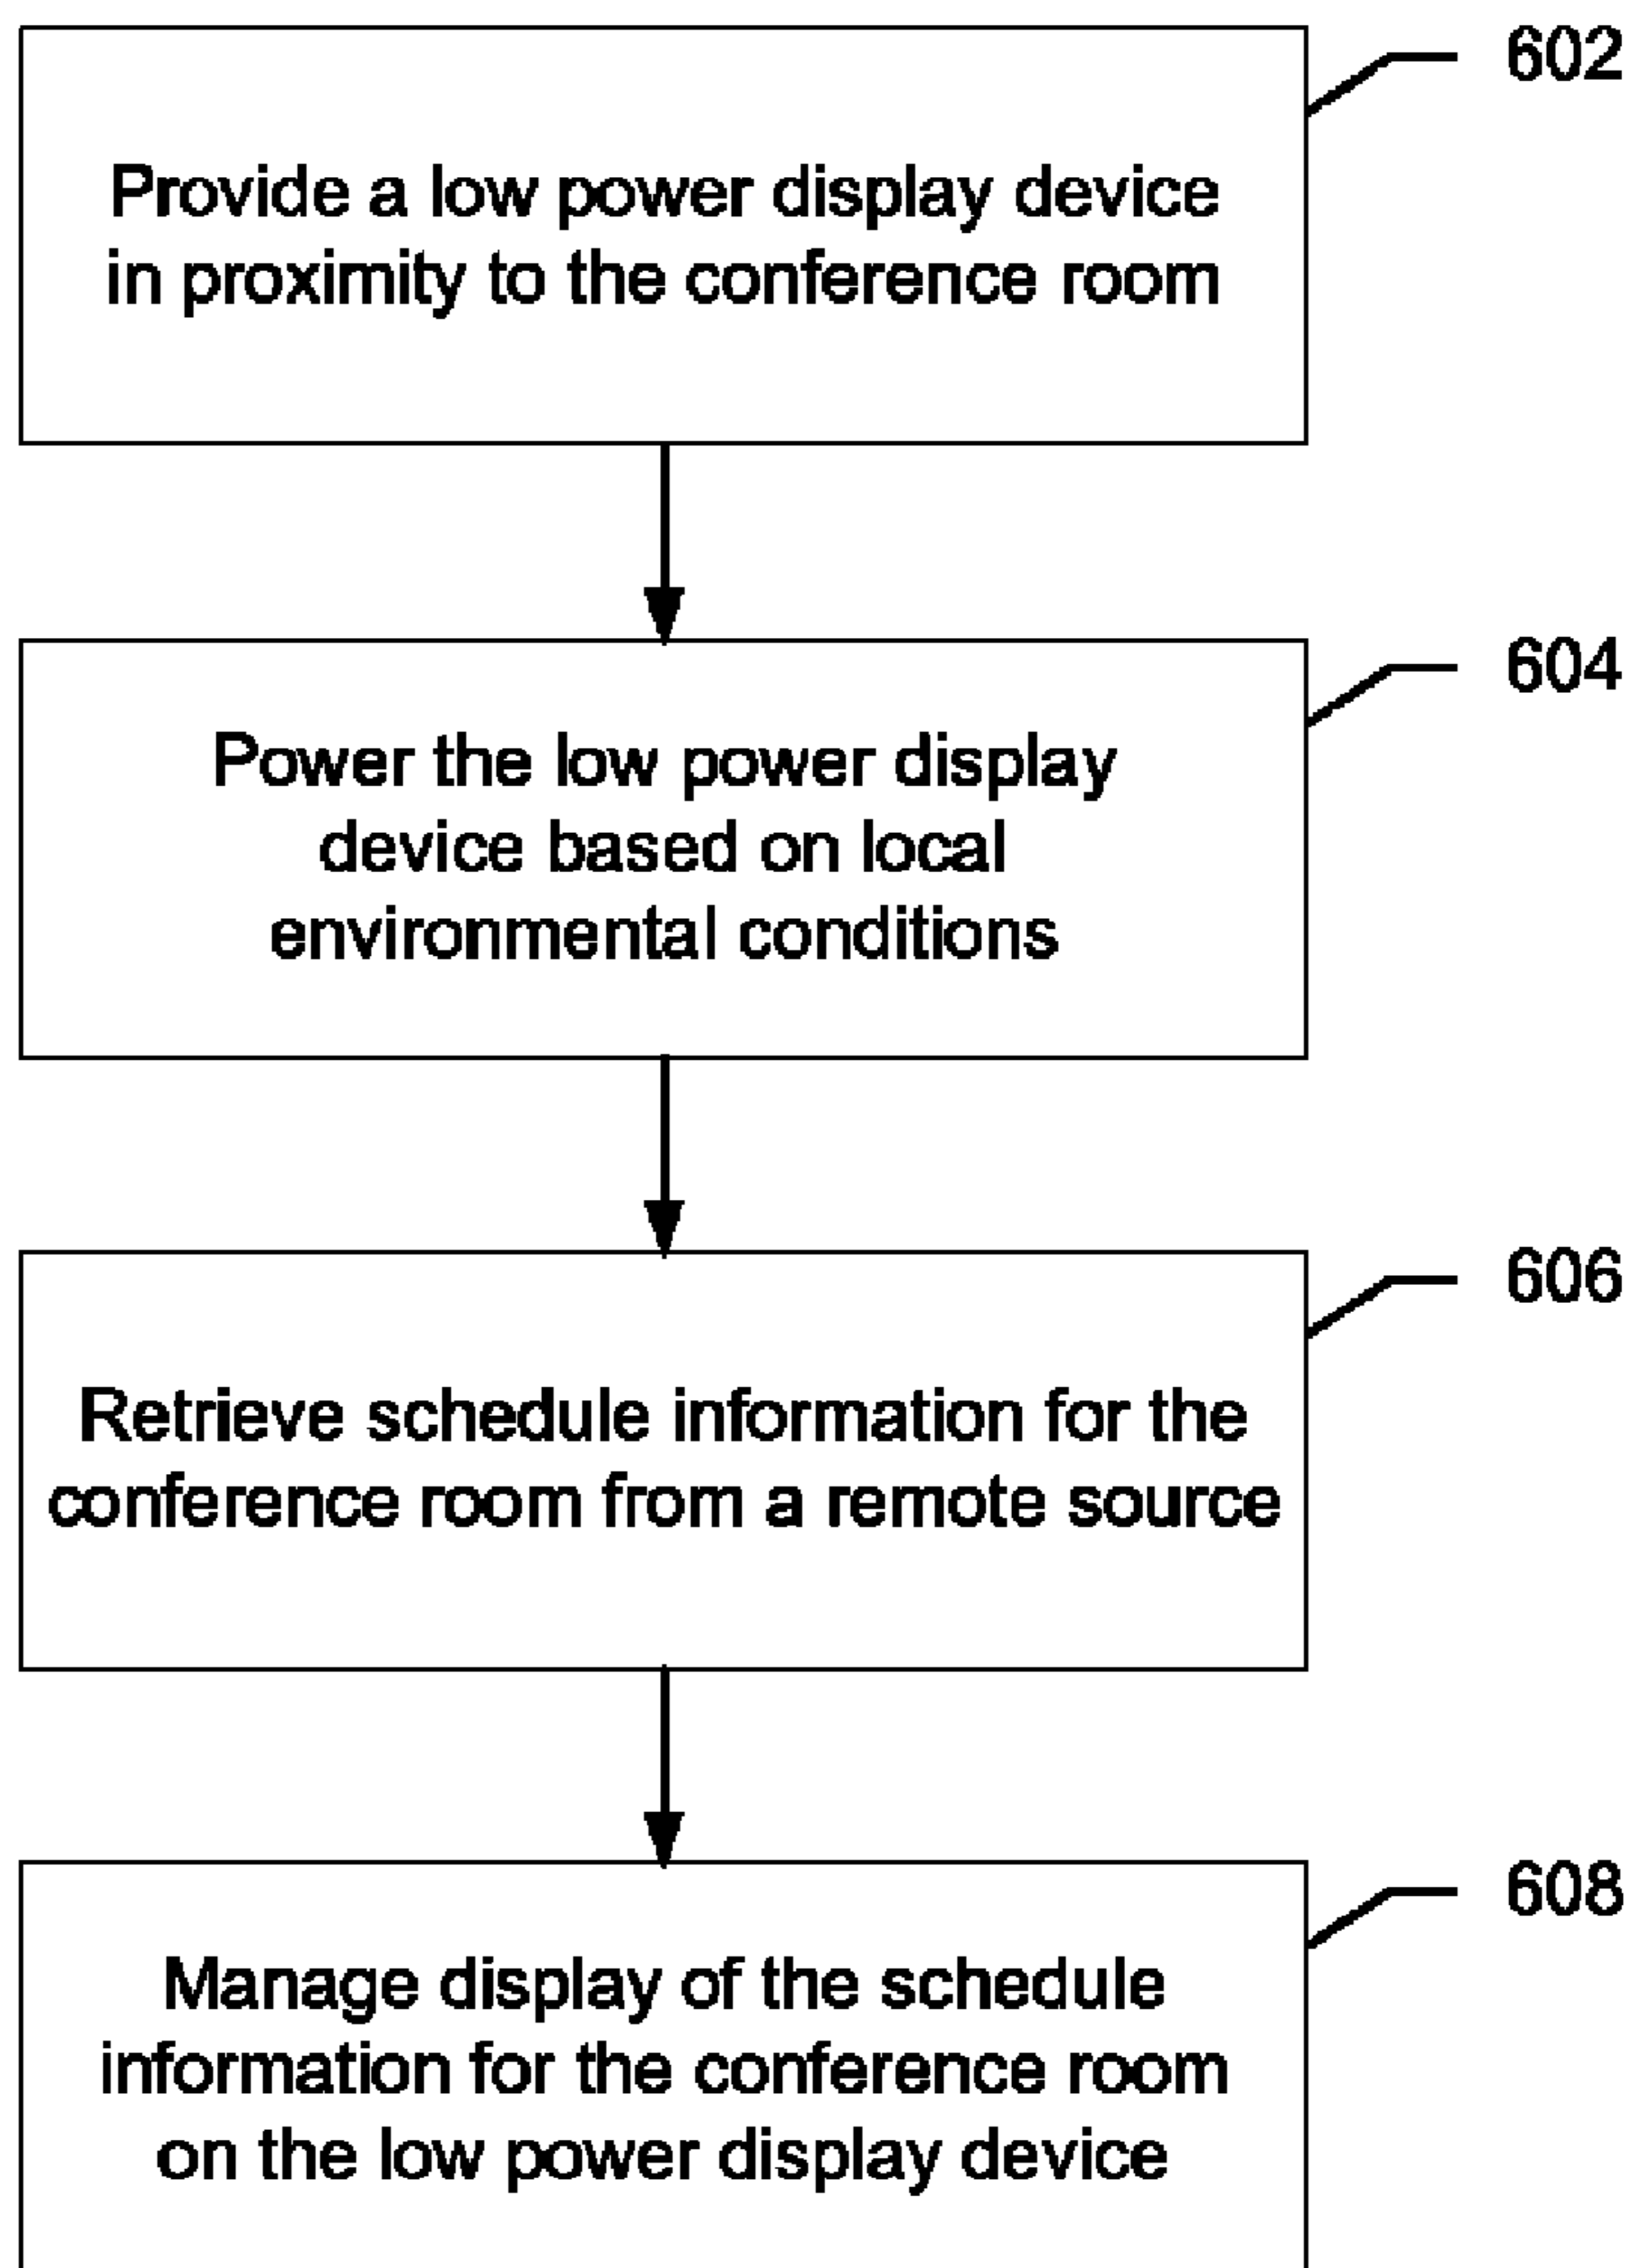 602
Provide a low power display device
in proximity to the conference room
604
Power the low power display
device based on local
environmental conditions
606
Retrieve schedule information for the
conference room from a remote source
608
Manage display of the schedule
information for the conference room
on the low power display device